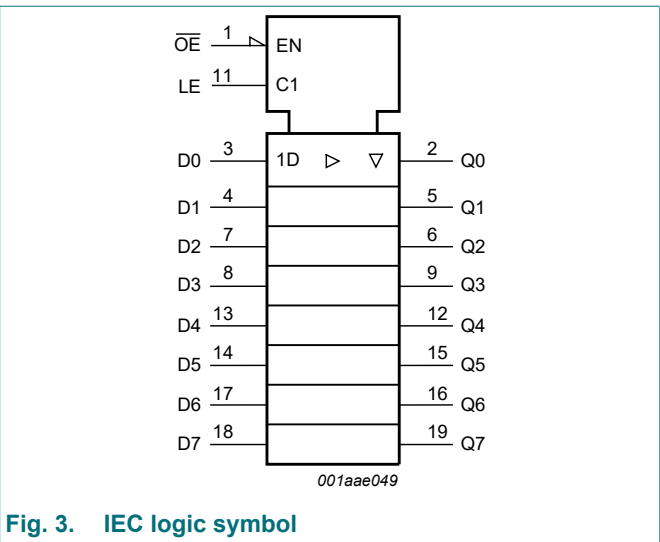 OE 1 EN
LE 11 C1
D0 3 1D 2 Q0
D1 4 5 Q1
D2 7 6 Q2
D3 8 9 Q3
D4 13 12 Q4
D5 14 15 Q5
D6 17 16 Q6
D7 18 19 Q7
001aae049
Fig. 3. IEC logic symbol